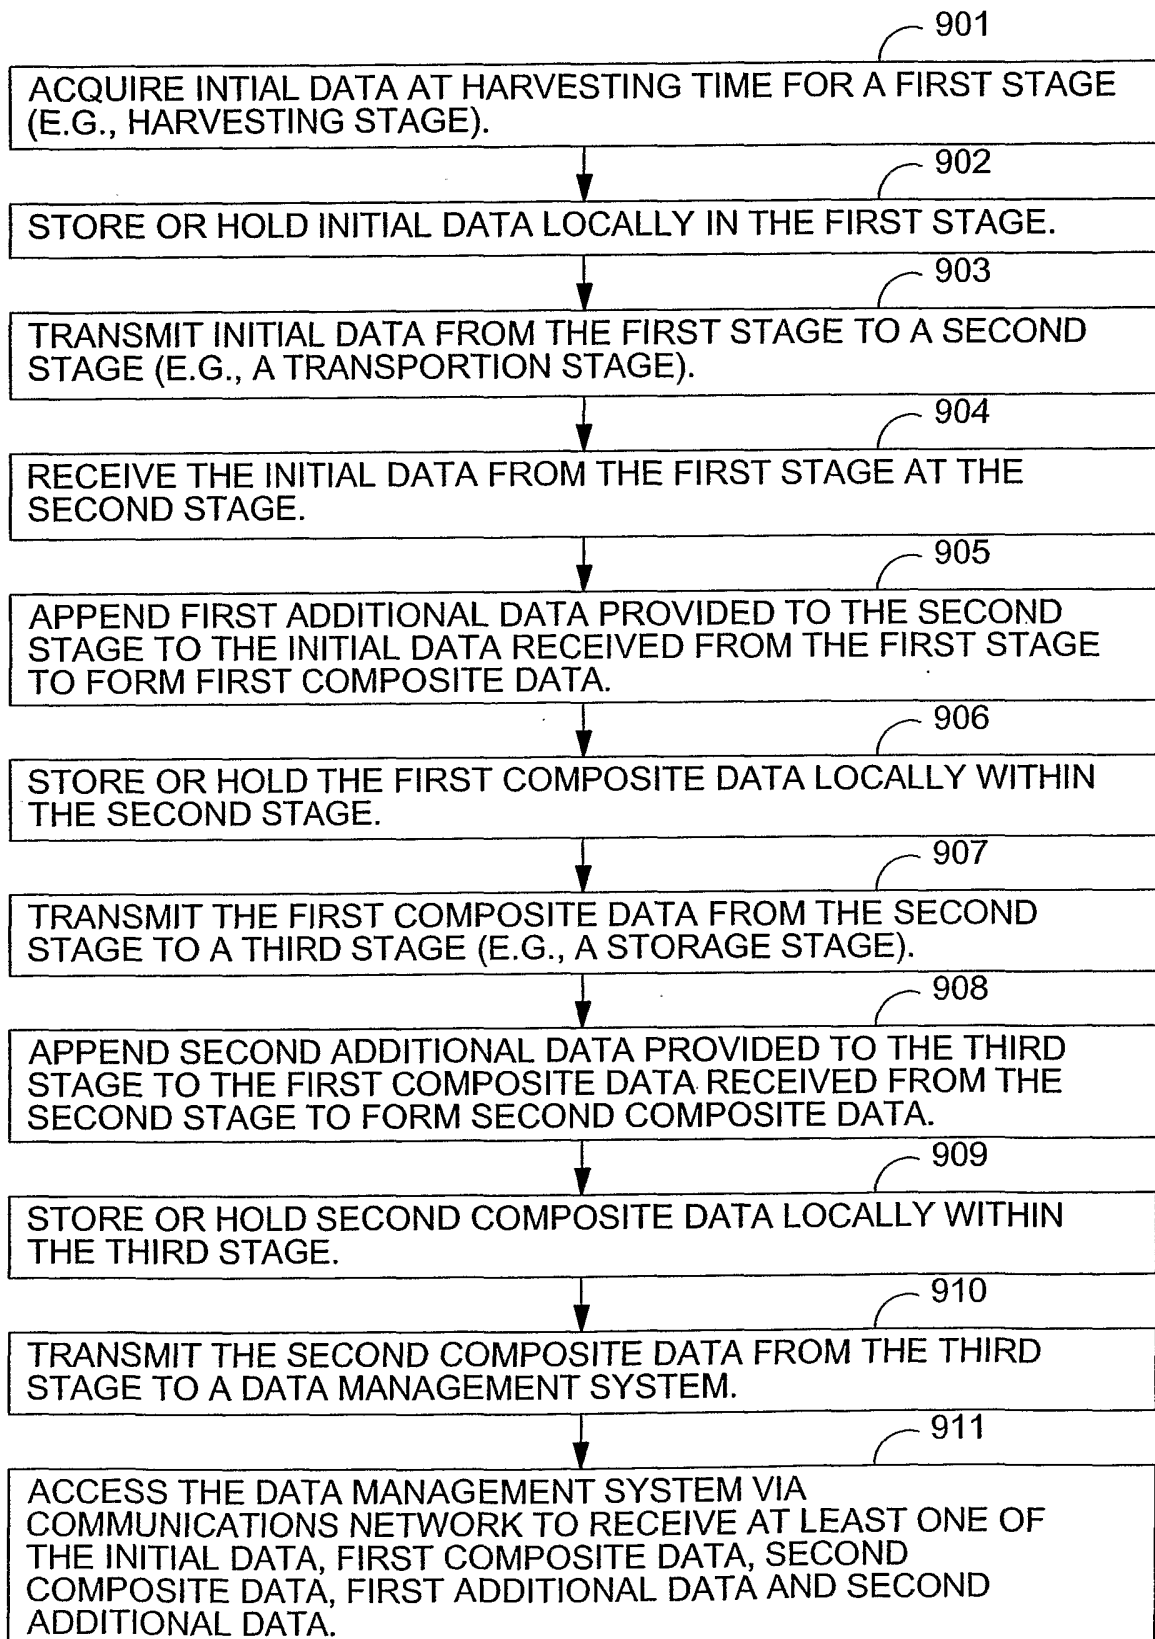 901
ACQUIRE INTIAL DATA AT HARVESTING TIME FOR A FIRST STAGE
(E.G., HARVESTING STAGE).
902
STORE OR HOLD INITIAL DATA LOCALLY IN THE FIRST STAGE.
903
TRANSMIT INITIAL DATA FROM THE FIRST STAGE TO A SECOND
STAGE (E.G., A TRANSPORTION STAGE).
904
RECEIVE THE INITIAL DATA FROM THE FIRST STAGE AT THE
SECOND STAGE.
905
APPEND FIRST ADDITIONAL DATA PROVIDED TO THE SECOND
STAGE TO THE INITIAL DATA RECEIVED FROM THE FIRST STAGE
TO FORM FIRST COMPOSITE DATA.
906
STORE OR HOLD THE FIRST COMPOSITE DATA LOCALLY WITHIN
THE SECOND STAGE.
907
TRANSMIT THE FIRST COMPOSITE DATA FROM THE SECOND
STAGE TO A THIRD STAGE (E.G., A STORAGE STAGE).
908
APPEND SECOND ADDITIONAL DATA PROVIDED TO THE THIRD
STAGE TO THE FIRST COMPOSITE DATA RECEIVED FROM THE
SECOND STAGE TO FORM SECOND COMPOSITE DATA.
909
STORE OR HOLD SECOND COMPOSITE DATA LOCALLY WITHIN
THE THIRD STAGE.
910
TRANSMIT THE SECOND COMPOSITE DATA FROM THE THIRD
STAGE TO A DATA MANAGEMENT SYSTEM.
911
ACCESS THE DATA MANAGEMENT SYSTEM VIA
COMMUNICATIONS NETWORK TO RECEIVE AT LEAST ONE OF
THE INITIAL DATA, FIRST COMPOSITE DATA, SECOND
COMPOSITE DATA, FIRST ADDITIONAL DATA AND SECOND
ADDITIONAL DATA.